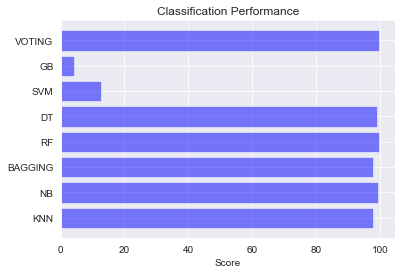 Classification Performance
VOTING
GB
SVM
DT
RF
BAGGING
NB
KNN
0 20 40 60 80 100
Score